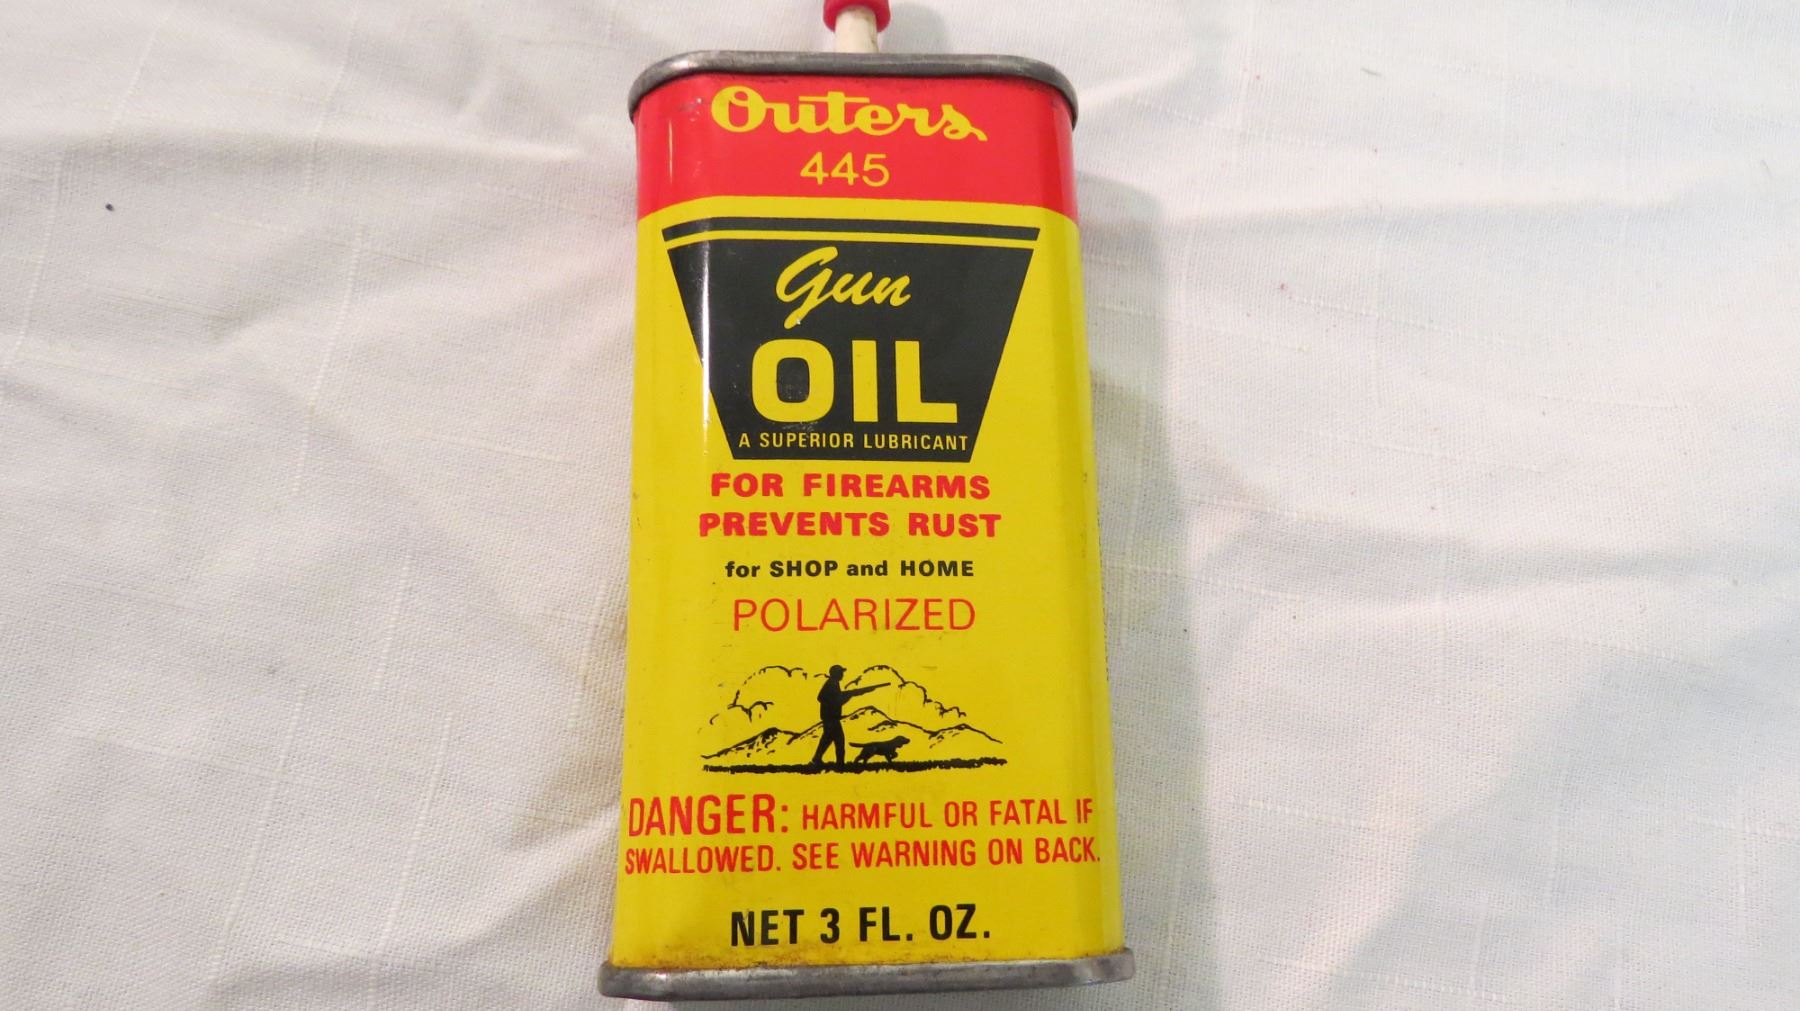 Outers
445
Gun
OIL
A SUPERIOR LUBRICANT
FOR FIREARMS
PREVENTS RUST
for SHOP and HOME
POLARIZED
DANGER: HARMFUL OR FATAL IF
SWALLOWED. SEE WARNING ON BACK.
NET 3 FL. OZ.